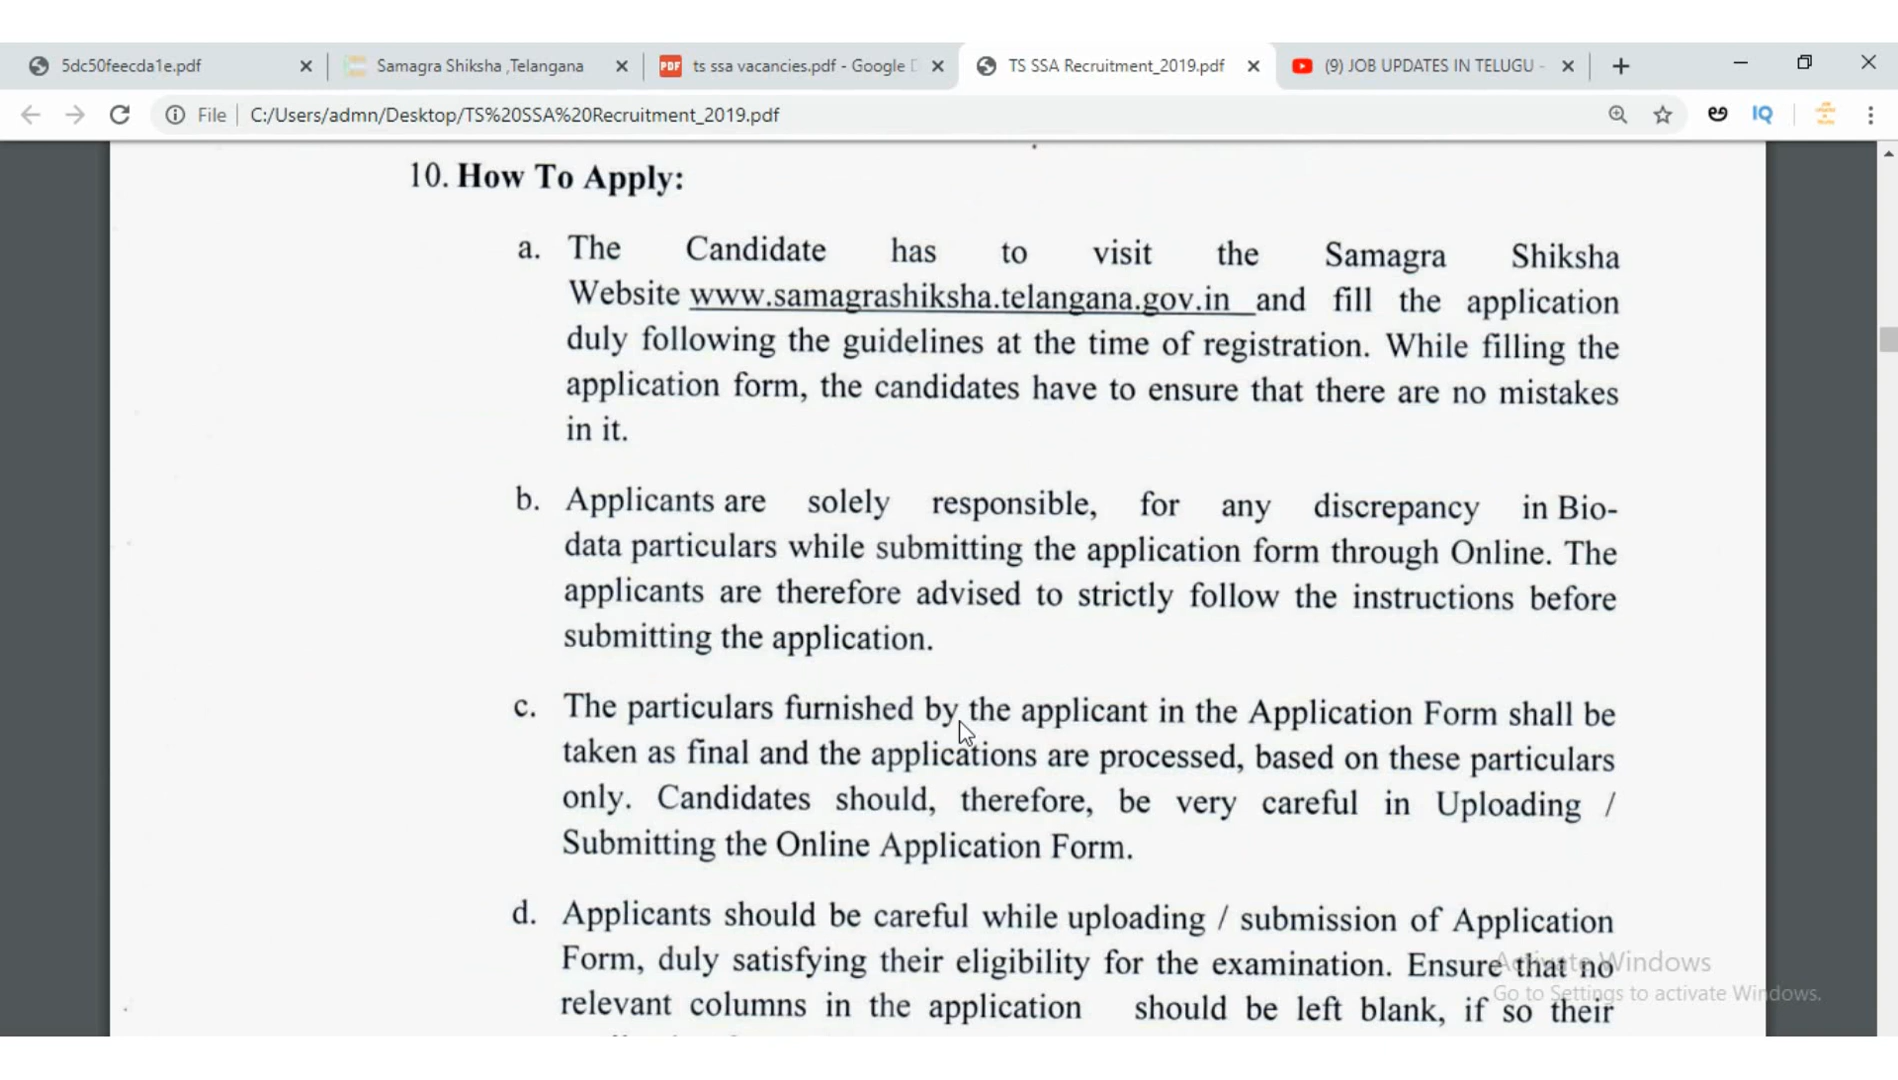 5dc50feecda1e.pdf
Samagra Shiksha ,Telangana
PDF ts ssa vacancies.pdf - Google D
TS SSA Recruitment_2019.pdf
(9) JOB UPDATES IN TELUGU -
File C:/Users/admn/Desktop/TS%20SSA%20Recruitment_2019.pdf
IQ
10. How To Apply:
a. The Candidate has to visit the Samagra Shiksha
Website www.samagrashiksha.telangana.gov.in and fill the application
duly following the guidelines at the time of registration. While filling the
application form, the candidates have to ensure that there are no mistakes
in it.
b. Applicants are solely responsible, for any discrepancy in Bio-
data particulars while submitting the application form through Online. The
applicants are therefore advised to strictly follow the instructions before
submitting the application.
c. The particulars furnished by the applicant in the Application Form shall be
taken as final and the applications are processed, based on these particulars
only. Candidates should, therefore, be very careful in Uploading /
Submitting the Online Application Form.
d. Applicants should be careful while uploading / submission of Application
Form, duly satisfying their eligibility for the examination. Ensure that no
relevant columns in the application should be left blank, if so their
Activate Windows
Go to Settings to activate Windows.